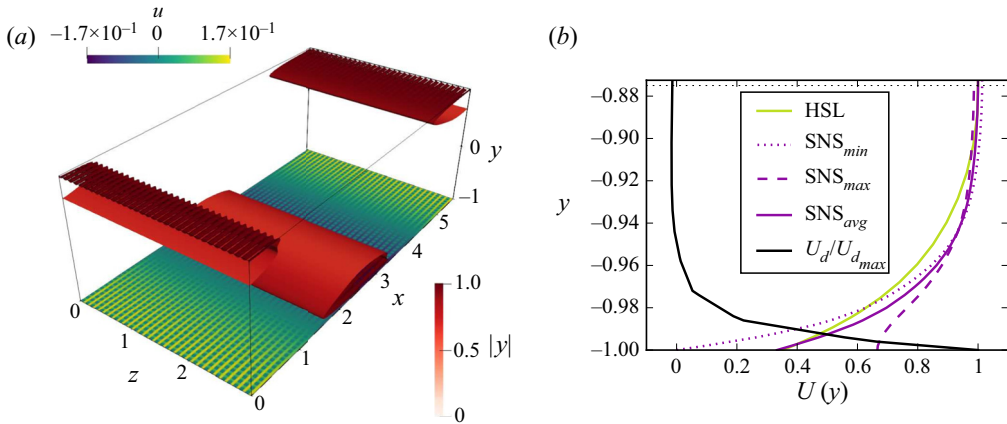 (a)
u
−1.7×10⁻¹ 0 1.7×10⁻¹
0
y
−1
5
4
3
x
2
1
0
0
1
z
2
1.0
0.5
|y|
0
(b)
−0.88
−0.90
y
−0.94
−0.96
−0.98
−1.00
HSL
SNS_min
SNS_max
SNS_avg
U_d/U_d_max
0 0.2 0.4 0.6 0.8 1
U (y)